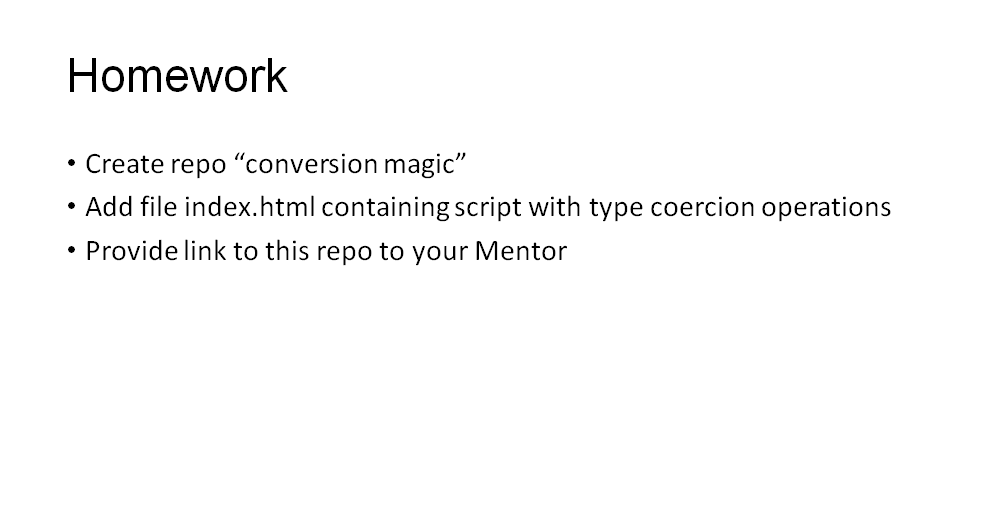 Homework
• Create repo “conversion magic”
• Add file index.html containing script with type coercion operations
• Provide link to this repo to your Mentor